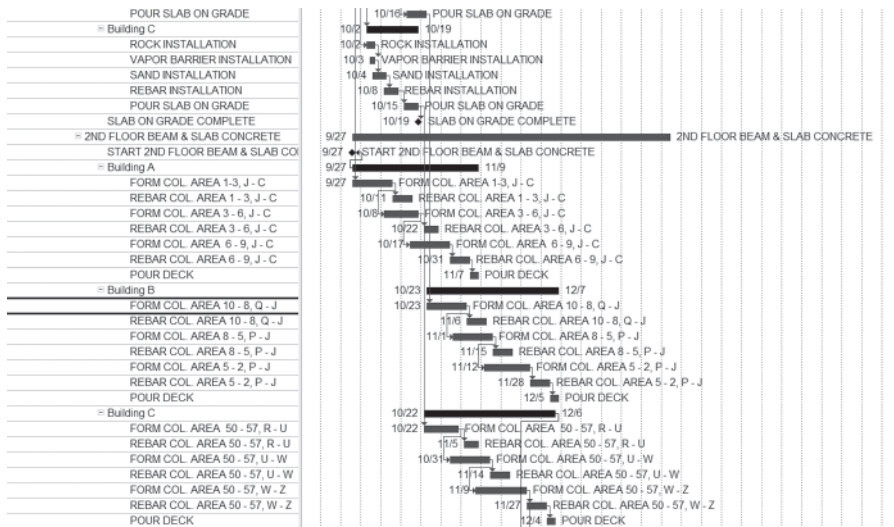 POUR SLAB ON GRADE 10/16 POUR SLAB ON GRADE
Building C 10/2 10/19
ROCK INSTALLATION 10/2 ROCK INSTALLATION
VAPOR BARRIER INSTALLATION 10/3 VAPOR BARRIER INSTALLATION
SAND INSTALLATION 10/4 SAND INSTALLATION
REBAR INSTALLATION 10/8 REBAR INSTALLATION
POUR SLAB ON GRADE 10/15 POUR SLAB ON GRADE
SLAB ON GRADE COMPLETE 10/19 SLAB ON GRADE COMPLETE
2ND FLOOR BEAM & SLAB CONCRETE 9/27 2ND FLOOR BEAM & SLAB CONCRETE
START 2ND FLOOR BEAM & SLAB CO 9/27 START 2ND FLOOR BEAM & SLAB CONCRETE
Building A 9/27 11/9
FORM COL. AREA 1-3, J - C 9/27 FORM COL. AREA 1-3, J - C
REBAR COL. AREA 1 - 3, J - C 10/11 REBAR COL. AREA 1 - 3, J - C
FORM COL. AREA 3 - 6, J - C 10/8 FORM COL. AREA 3 - 6, J - C
REBAR COL. AREA 3 - 6, J - C 10/22 REBAR COL. AREA 3 - 6, J - C
FORM COL. AREA 6 - 9, J - C 10/17 FORM COL. AREA 6 - 9, J - C
REBAR COL. AREA 6 - 9, J - C 10/31 REBAR COL. AREA 6 - 9, J - C
POUR DECK 11/7 POUR DECK
Building B 10/23 12/7
FORM COL. AREA 10 - 8, Q - J 10/23 FORM COL. AREA 10 - 8, Q - J
REBAR COL. AREA 10 - 8, Q - J 11/6 REBAR COL. AREA 10 - 8, Q - J
FORM COL. AREA 8 - 5, P - J 11/1 FORM COL. AREA 8 - 5, P - J
REBAR COL. AREA 8 - 5, P - J 11/15 REBAR COL. AREA 8 - 5, P - J
FORM COL. AREA 5 - 2, P - J 11/12 FORM COL. AREA 5 - 2, P - J
REBAR COL. AREA 5 - 2, P - J 11/28 REBAR COL. AREA 5 - 2, P - J
POUR DECK 12/5 POUR DECK
Building C 10/22 12/6
FORM COL. AREA 50 - 57, R - U 10/22 FORM COL. AREA 50 - 57, R - U
REBAR COL. AREA 50 - 57, R - U 11/5 REBAR COL. AREA 50 - 57, R - U
FORM COL. AREA 50 - 57, U - W 10/31 FORM COL. AREA 50 - 57, U - W
REBAR COL. AREA 50 - 57, U - W 11/14 REBAR COL. AREA 50 - 57, U - W
FORM COL. AREA 50 - 57, W - Z 11/9 FORM COL. AREA 50 - 57, W - Z
REBAR COL. AREA 50 - 57, W - Z 11/27 REBAR COL. AREA 50 - 57, W - Z
POUR DECK 12/4 POUR DECK